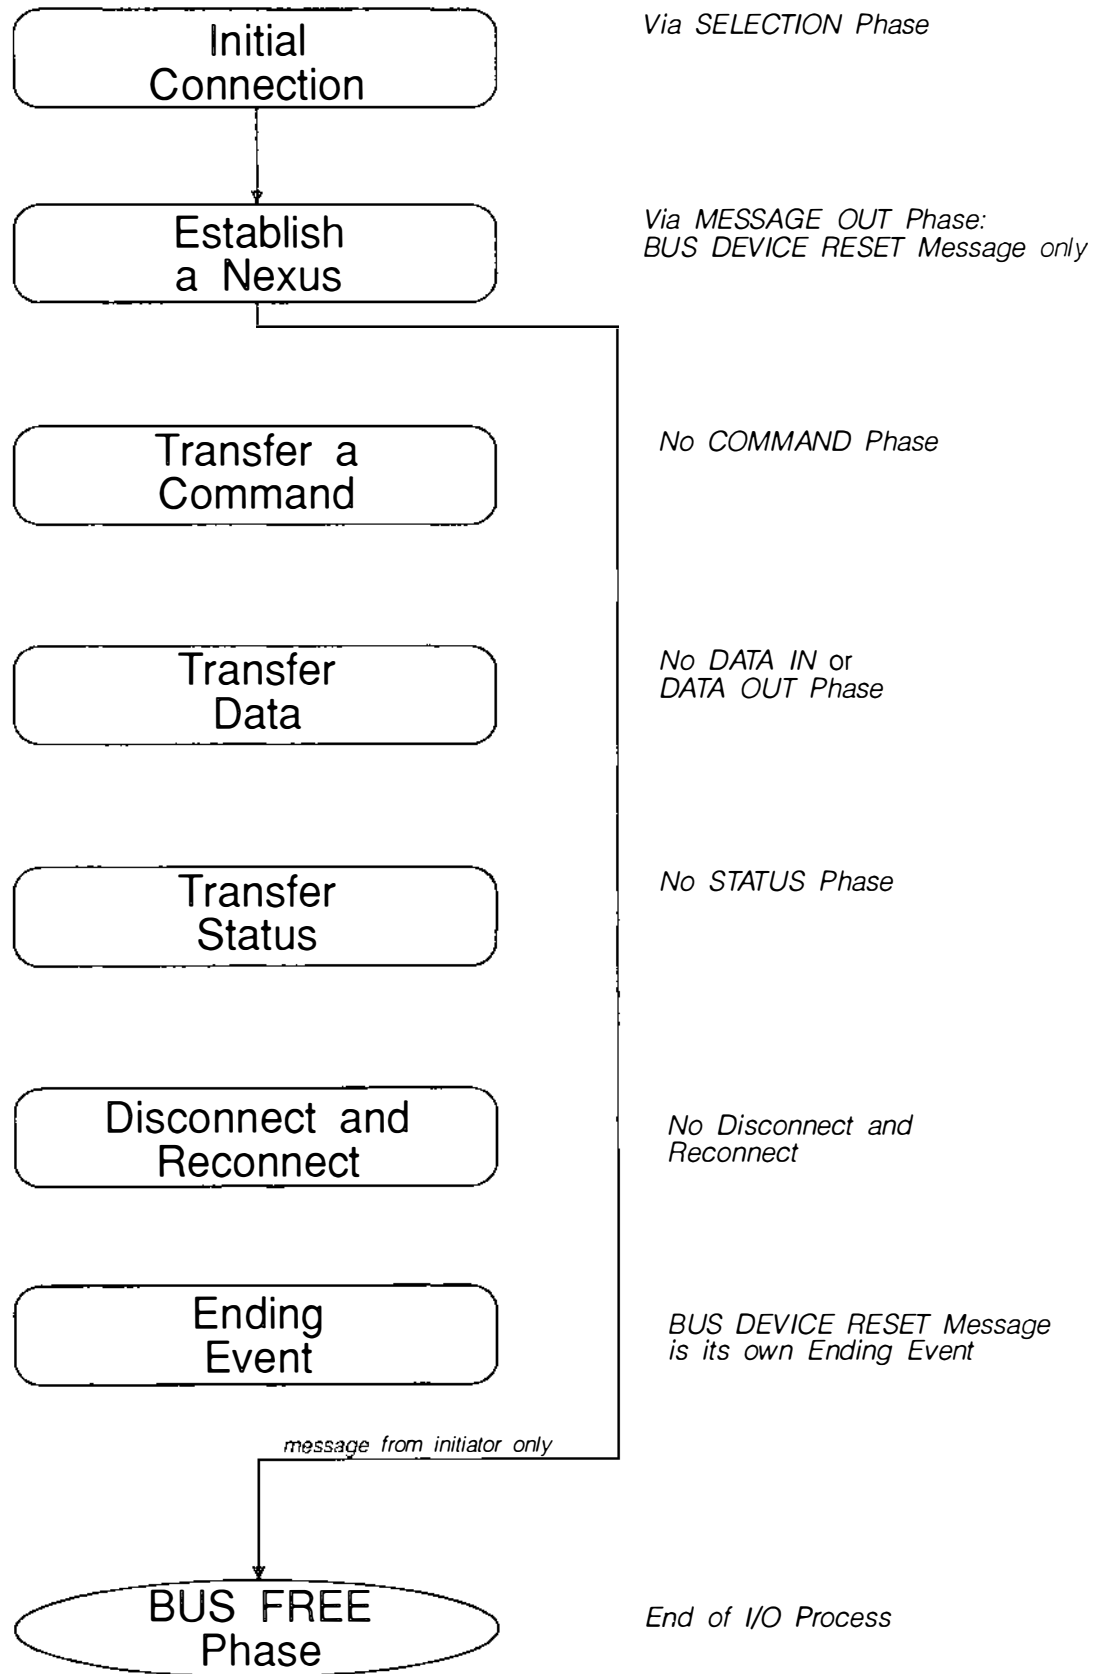 Initial
Connection
Via SELECTION Phase
Establish
a Nexus
Via MESSAGE OUT Phase:
BUS DEVICE RESET Message only
Transfer a
Command
No COMMAND Phase
Transfer
Data
No DATA IN or
DATA OUT Phase
Transfer
Status
No STATUS Phase
Disconnect and
Reconnect
No Disconnect and
Reconnect
Ending
Event
BUS DEVICE RESET Message
is its own Ending Event
message from initiator only
BUS FREE
Phase
End of I/O Process